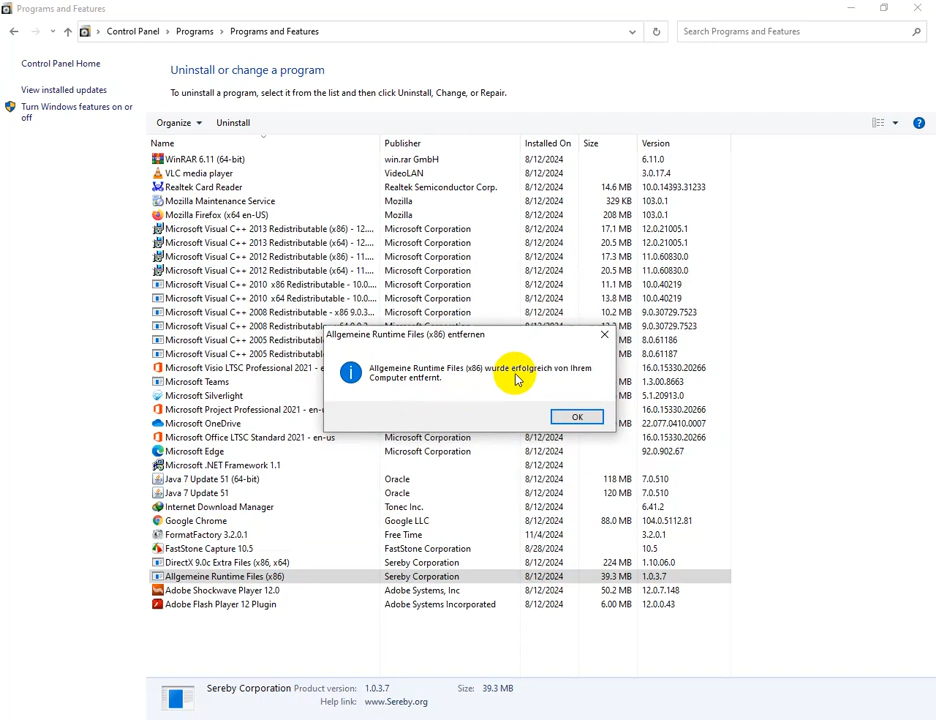 Programs and Features
Control Panel > Programs > Programs and Features
Search Programs and Features
Control Panel Home
View installed updates
Turn Windows features on or
off
Uninstall or change a program
To uninstall a program, select it from the list and then click Uninstall, Change, or Repair.
Organize Uninstall
Name Publisher Installed On Size Version
WinRAR 6.11 (64-bit) win.rar GmbH 8/12/2024 6.11.0
VLC media player VideoLAN 8/12/2024 3.0.17.4
Realtek Card Reader Realtek Semiconductor Corp. 8/12/2024 14.6 MB 10.0.14393.31233
Mozilla Maintenance Service Mozilla 8/12/2024 329 KB 103.0.1
Mozilla Firefox (x64 en-US) Mozilla 8/12/2024 208 MB 103.0.1
Microsoft Visual C++ 2013 Redistributable (x86) - 12.... Microsoft Corporation 8/12/2024 17.1 MB 12.0.21005.1
Microsoft Visual C++ 2013 Redistributable (x64) - 12.... Microsoft Corporation 8/12/2024 20.5 MB 12.0.21005.1
Microsoft Visual C++ 2012 Redistributable (x86) - 11.... Microsoft Corporation 8/12/2024 17.3 MB 11.0.60830.0
Microsoft Visual C++ 2012 Redistributable (x64) - 11.... Microsoft Corporation 8/12/2024 20.5 MB 11.0.60830.0
Microsoft Visual C++ 2010 x86 Redistributable - 10.0.... Microsoft Corporation 8/12/2024 11.1 MB 10.0.40219
Microsoft Visual C++ 2010 x64 Redistributable - 10.0.... Microsoft Corporation 8/12/2024 13.8 MB 10.0.40219
Microsoft Visual C++ 2008 Redistributable - x86 9.0.3... Microsoft Corporation 8/12/2024 10.2 MB 9.0.30729.7523
Microsoft Visual C++ 2008 9.0.30729.7523
Microsoft Visual C++ 2005 8.0.61186
Microsoft Visual C++ 2005 8.0.61187
Microsoft Visio LTSC Professional 2021 - 16.0.15330.20266
Microsoft Teams 1.3.00.8663
Microsoft Silverlight 5.1.20913.0
Microsoft Project Professional 2021 - en- 16.0.15330.20266
Microsoft OneDrive 22.077.0410.0007
Microsoft Office LTSC Standard 2021 - en-us Microsoft Corporation 8/12/2024 16.0.15330.20266
Microsoft Edge Microsoft Corporation 8/12/2024 92.0.902.67
Microsoft .NET Framework 1.1 8/12/2024
Java 7 Update 51 (64-bit) Oracle 8/12/2024 118 MB 7.0.510
Java 7 Update 51 Oracle 8/12/2024 120 MB 7.0.510
Internet Download Manager Tonec Inc. 8/12/2024 6.41.2
Google Chrome Google LLC 8/12/2024 88.0 MB 104.0.5112.81
FormatFactory 3.2.0.1 Free Time 11/4/2024 3.2.0.1
FastStone Capture 10.5 FastStone Corporation 8/28/2024 10.5
DirectX 9.0c Extra Files (x86, x64) Sereby Corporation 8/12/2024 224 MB 1.10.06.0
Allgemeine Runtime Files (x86) Sereby Corporation 8/12/2024 39.3 MB 1.0.3.7
Adobe Shockwave Player 12.0 Adobe Systems, Inc 8/12/2024 50.2 MB 12.0.7.148
Adobe Flash Player 12 Plugin Adobe Systems Incorporated 8/12/2024 6.00 MB 12.0.0.43
Allgemeine Runtime Files (x86) entfernen
Allgemeine Runtime Files (x86) wurde erfolgreich von Ihrem
Computer entfernt.
OK
Sereby Corporation Product version: 1.0.3.7 Size: 39.3 MB
Help link: www.Sereby.org